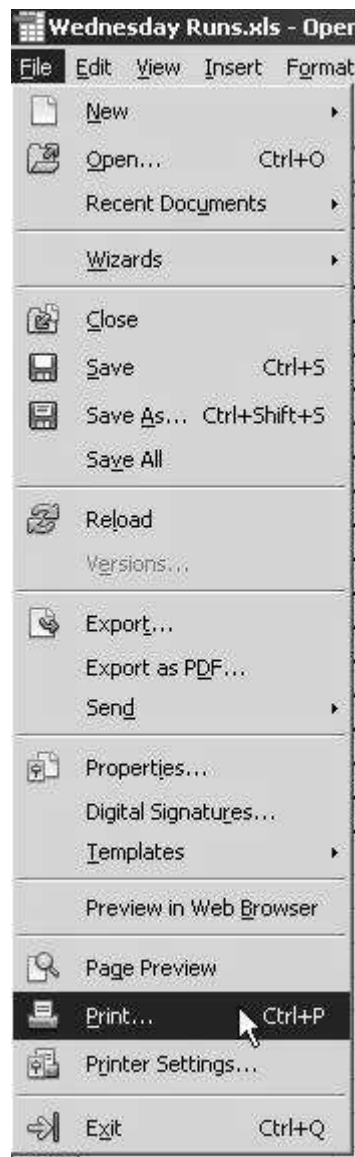 Wednesday Runs.xls - Oper
File Edit View Insert Format
New
Open... Ctrl+O
Recent Documents
Wizards
Close
Save Ctrl+S
Save As... Ctrl+Shift+S
Save All
Reload
Versions...
Export...
Export as PDF...
Send
Properties...
Digital Signatures...
Templates
Preview in Web Browser
Page Preview
Print... Ctrl+P
Printer Settings...
Exit Ctrl+Q